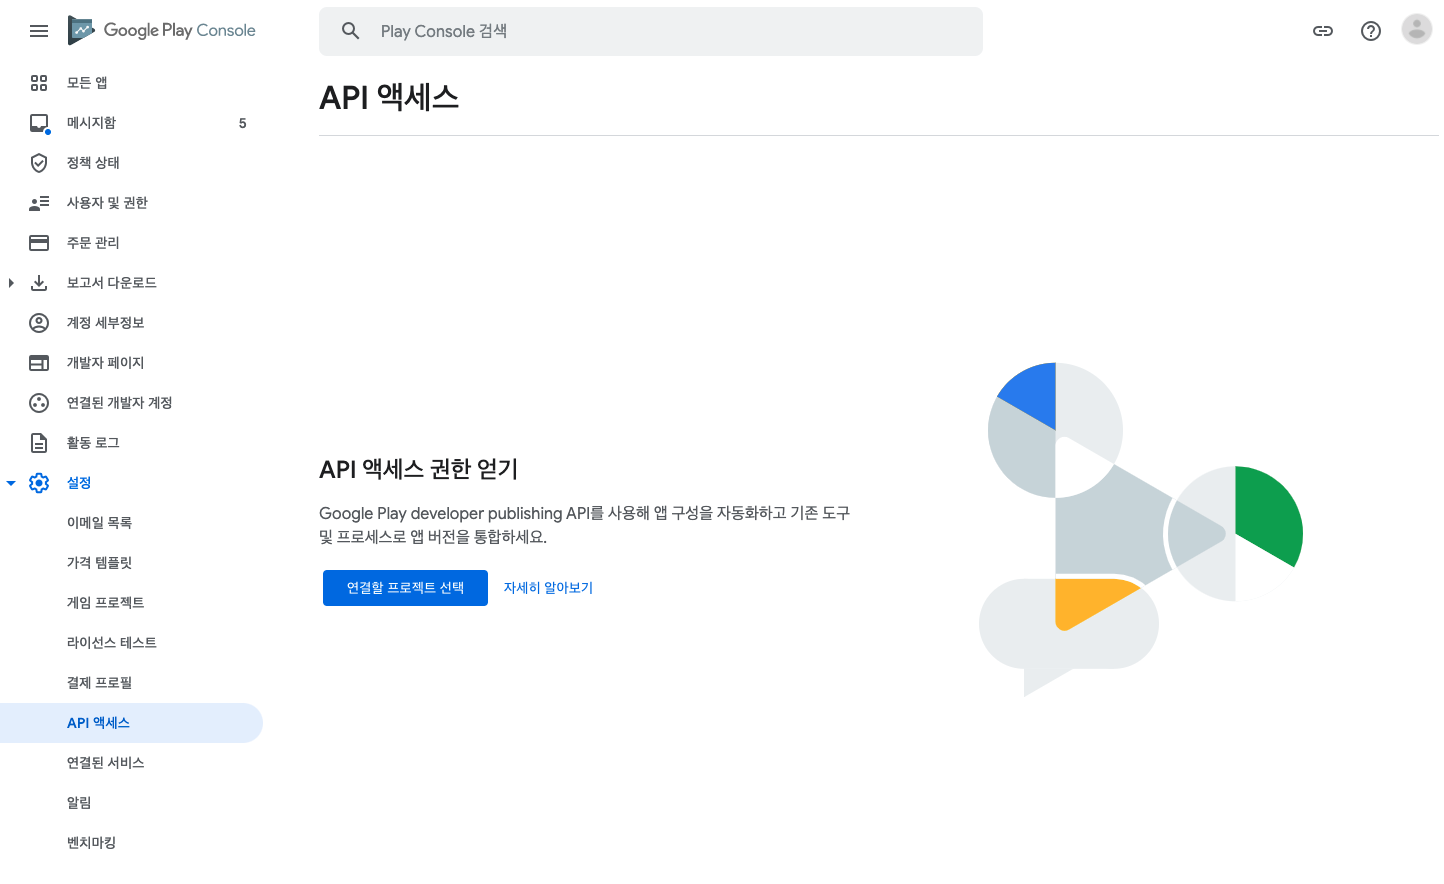 Google Play Console
Play Console 검색
모든 앱
메시지함 5
정책 상태
사용자 및 권한
주문 관리
보고서 다운로드
계정 세부정보
개발자 페이지
연결된 개발자 계정
활동 로그
설정
이메일 목록
가격 템플릿
게임 프로젝트
라이선스 테스트
결제 프로필
API 액세스
연결된 서비스
알림
벤치마킹
API 액세스
API 액세스 권한 얻기
Google Play developer publishing API를 사용해 앱 구성을 자동화하고 기존 도구
및 프로세스로 앱 버전을 통합하세요.
연결할 프로젝트 선택 자세히 알아보기